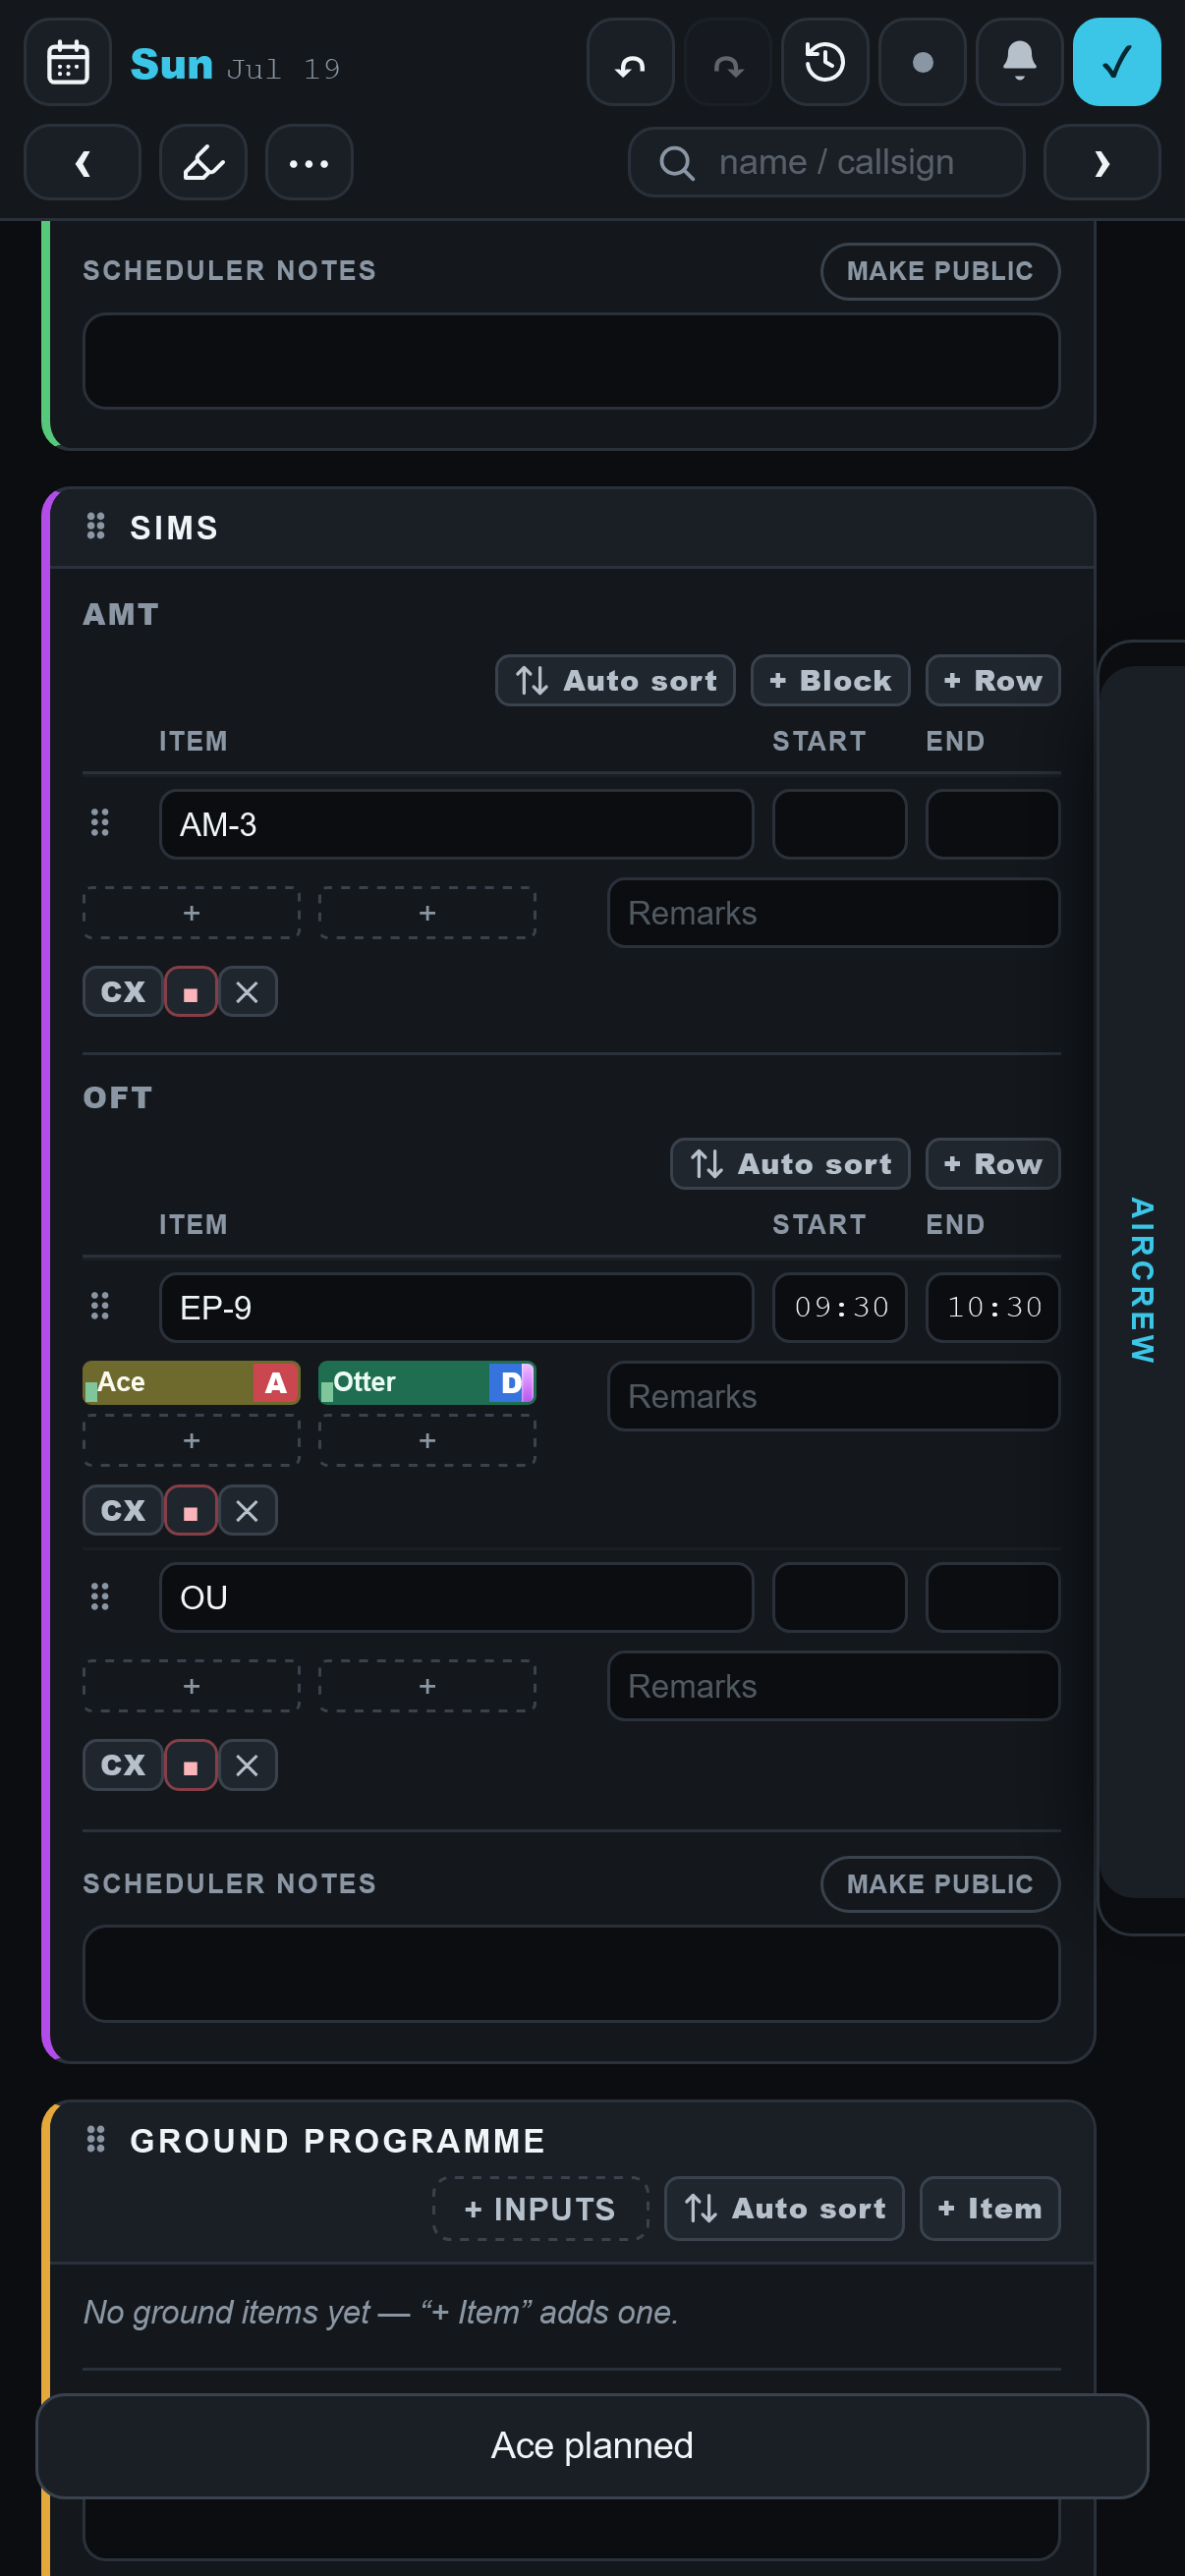 Sun Jul 19
name / callsign
SCHEDULER NOTES MAKE PUBLIC
SIMS
AMT
Auto sort + Block + Row
ITEM START END
AM-3
+ + Remarks
CX
OFT
Auto sort + Row
ITEM START END
EP-9 09:30 10:30
Ace A Otter D Remarks
+ +
CX
OU
+ + Remarks
CX
SCHEDULER NOTES MAKE PUBLIC
AIRCREW
GROUND PROGRAMME
+ INPUTS Auto sort + Item
No ground items yet — “+ Item” adds one.
Ace planned